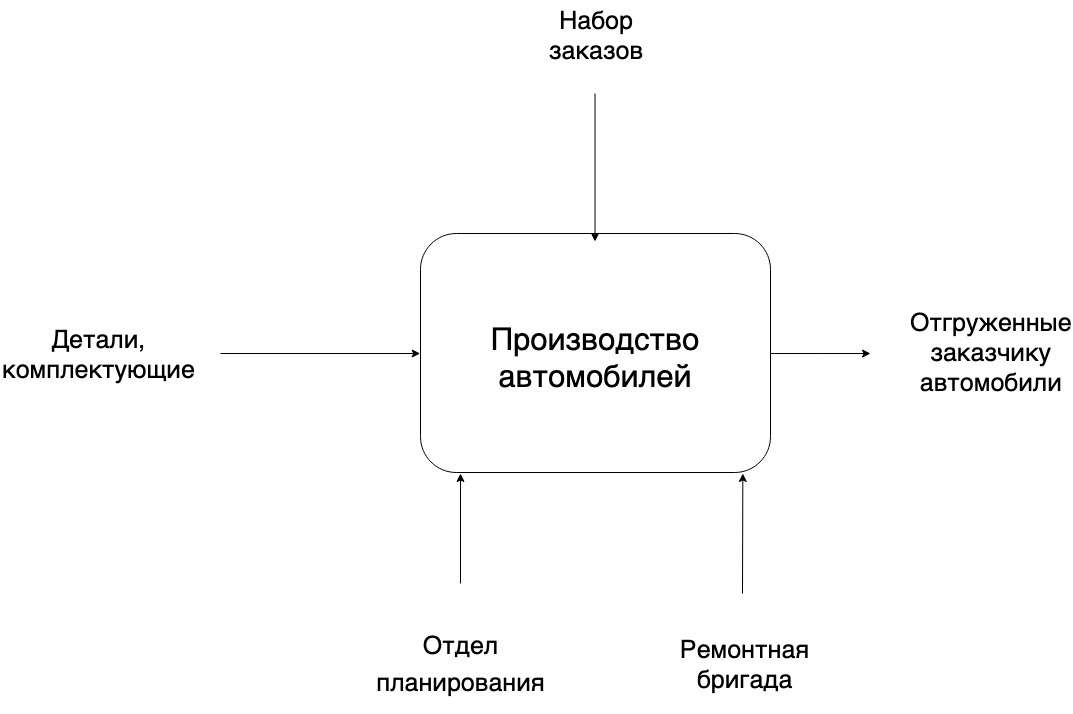 Набор
заказов
Детали,
комплектующие
Производство
автомобилей
Отгруженные
заказчику
автомобили
Отдел
планирования
Ремонтная
бригада